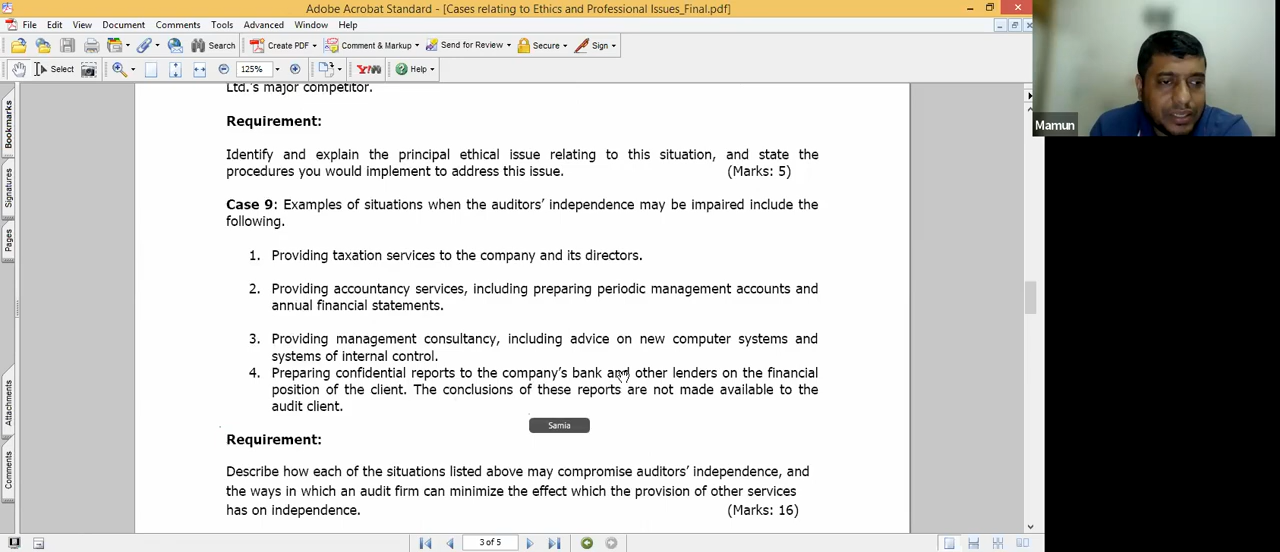 Adobe Acrobat Standard - [Cases relating to Ethics and Professional Issues_Final.pdf]
File Edit View Document Comments Forms Tools Advanced Window Help
Search Create PDF Comment & Markup Send for Review Secure Sign
Select 125% Help
Bookmarks
Signatures
Pages
Attachments
Comments
Ltd.'s major competitor.
Requirement:
Identify and explain the principal ethical issue relating to this situation, and state the
procedures you would implement to address this issue. (Marks: 5)
Case 9: Examples of situations when the auditors' independence may be impaired include the
following.
1. Providing taxation services to the company and its directors.
2. Providing accountancy services, including preparing periodic management accounts and
annual financial statements.
3. Providing management consultancy, including advice on new computer systems and
systems of internal control.
4. Preparing confidential reports to the company's bank and other lenders on the financial
position of the client. The conclusions of these reports are not made available to the
audit client.
Samia
Requirement:
Describe how each of the situations listed above may compromise auditors' independence, and
the ways in which an audit firm can minimize the effect which the provision of other services
has on independence. (Marks: 16)
3 of 5
Mamun